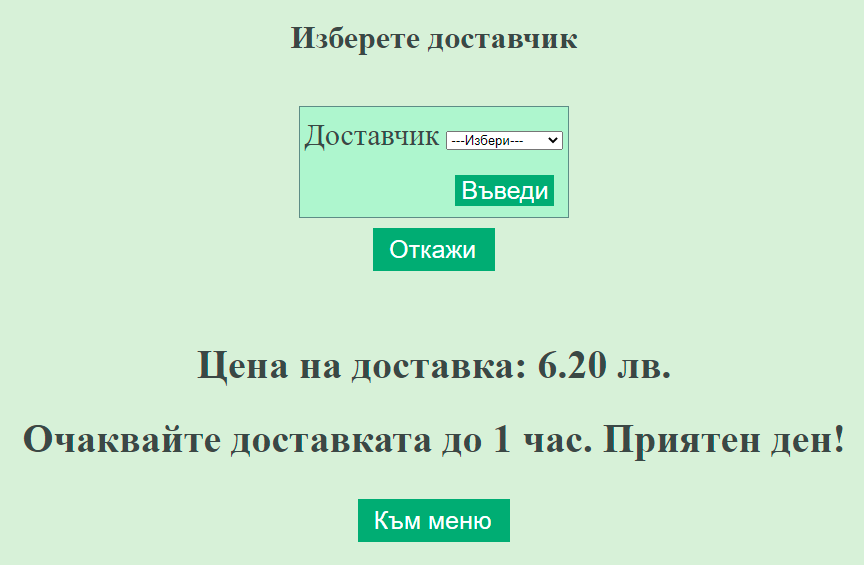 Изберете доставчик
Доставчик ---Избери---
Въведи
Откажи
Цена на доставка: 6.20 лв.
Очаквайте доставката до 1 час. Приятен ден!
Към меню